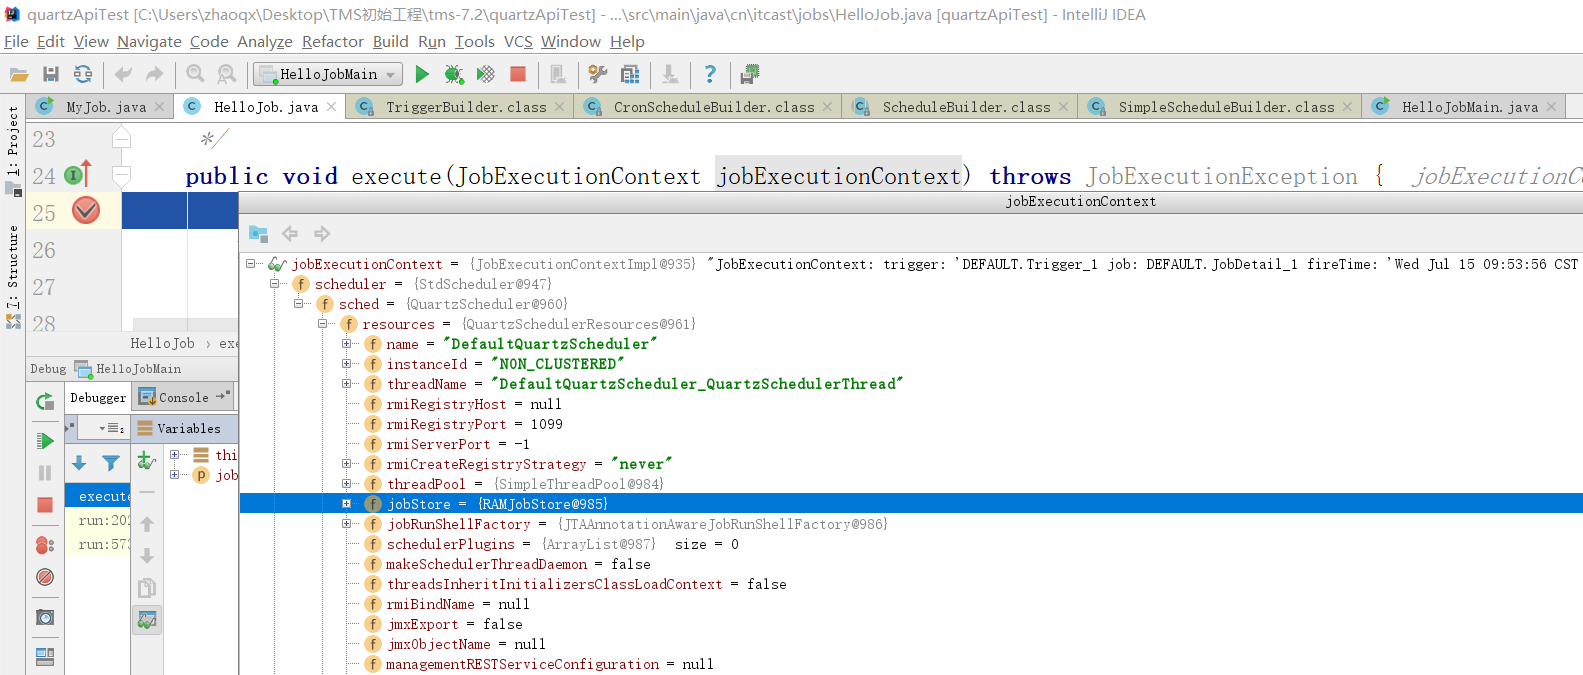 quartzApiTest [C:\Users\zhaoqx\Desktop\TMS初始工程\tms-7.2\quartzApiTest] - ...\src\main\java\cn\itcast\jobs\HelloJob.java [quartzApiTest] - IntelliJ IDEA
File Edit View Navigate Code Analyze Refactor Build Run Tools VCS Window Help
HelloJobMain
MyJob.java HelloJob.java TriggerBuilder.class CronScheduleBuilder.class ScheduleBuilder.class SimpleScheduleBuilder.class HelloJobMain.java
1: Project
7: Structure
23 */
24 public void execute(JobExecutionContext jobExecutionContext) throws JobExecutionException { jobExecutionC
25
26
27
28
HelloJob › exe
Debug HelloJobMain
Debugger Console
Variables
thi
job
execute
run:202
run:573
jobExecutionContext
jobExecutionContext = {JobExecutionContextImpl@935} "JobExecutionContext: trigger: 'DEFAULT.Trigger_1 job: DEFAULT.JobDetail_1 fireTime: 'Wed Jul 15 09:53:56 CST
scheduler = {StdScheduler@947}
sched = {QuartzScheduler@960}
resources = {QuartzSchedulerResources@961}
name = "DefaultQuartzScheduler"
instanceId = "NON_CLUSTERED"
threadName = "DefaultQuartzScheduler_QuartzSchedulerThread"
rmiRegistryHost = null
rmiRegistryPort = 1099
rmiServerPort = -1
rmiCreateRegistryStrategy = "never"
threadPool = {SimpleThreadPool@984}
jobStore = {RAMJobStore@985}
jobRunShellFactory = {JTAAnnotationAwareJobRunShellFactory@986}
schedulerPlugins = {ArrayList@987} size = 0
makeSchedulerThreadDaemon = false
threadsInheritInitializersClassLoadContext = false
rmiBindName = null
jmxExport = false
jmxObjectName = null
managementRESTServiceConfiguration = null